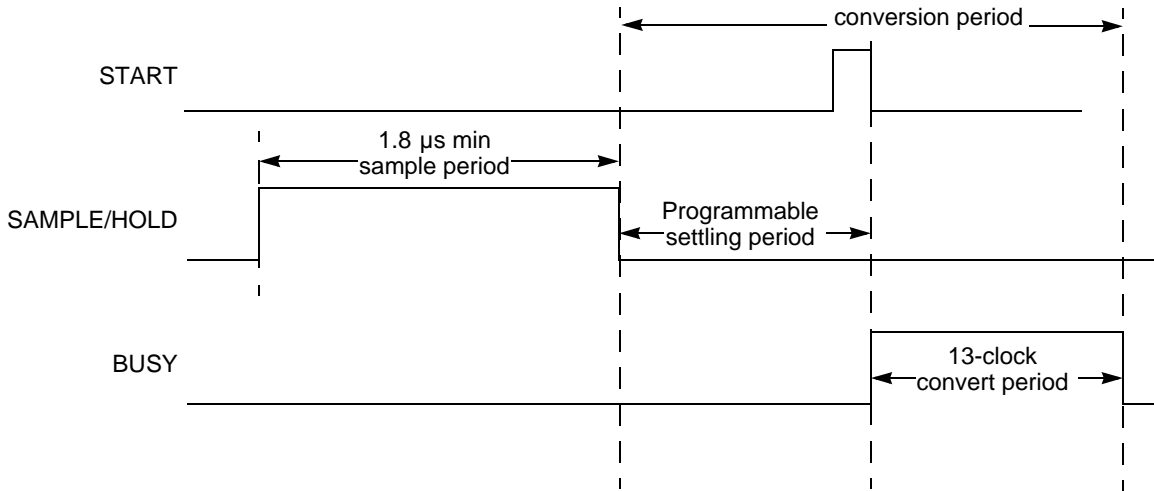 conversion period
START
1.8 µs min
sample period
SAMPLE/HOLD
Programmable
settling period
BUSY
13-clock
convert period